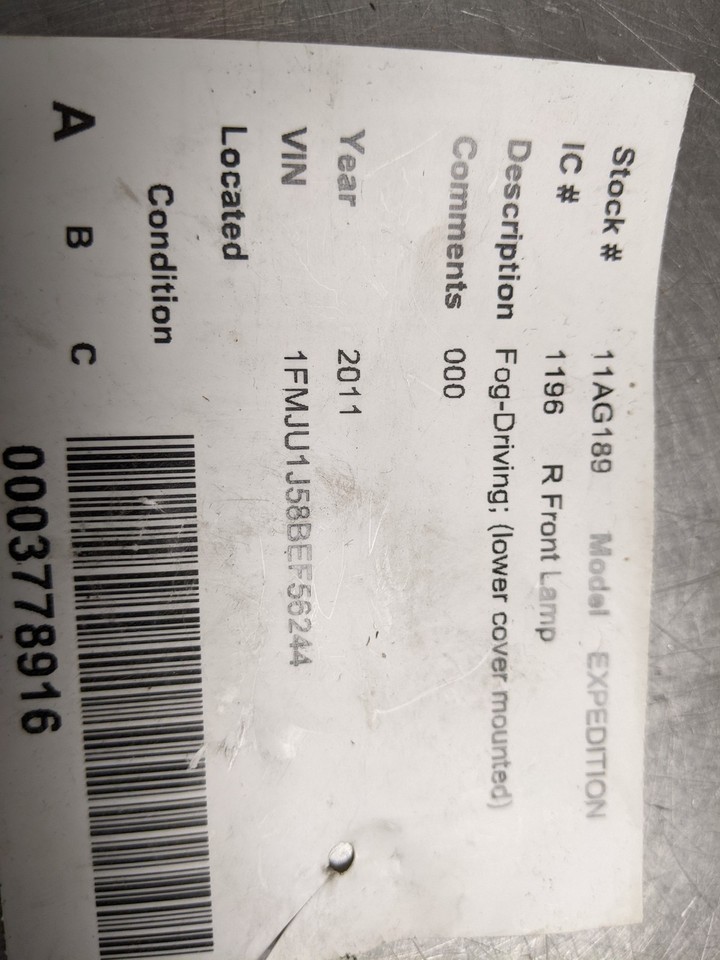 Stock # 11AG189 Model EXPEDITION
IC # 1196 R Front Lamp
Description Fog-Driving; (lower cover mounted)
Comments 000
Year 2011
VIN 1FMJU1J58BEF56244
Located
Condition
A B C
0003778916